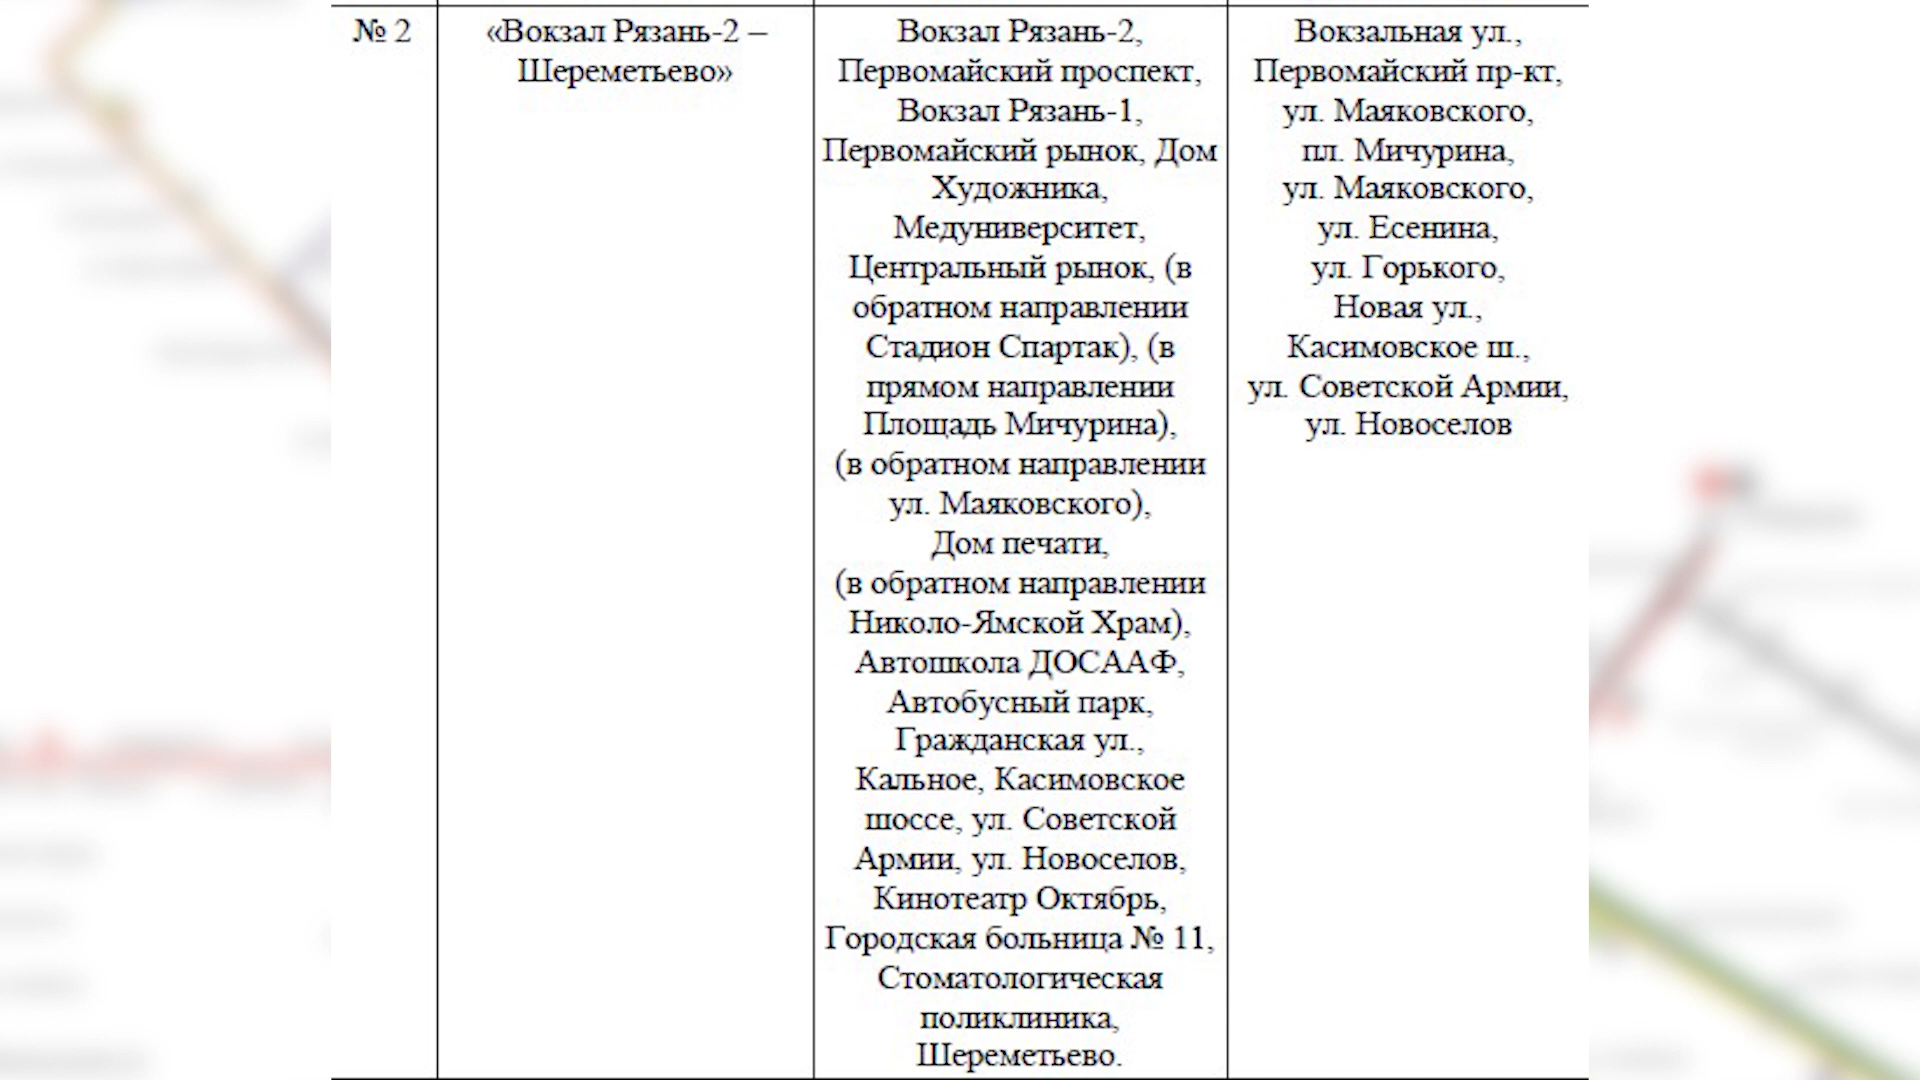 № 2
«Вокзал Рязань-2 –
Шереметьево»
Вокзал Рязань-2,
Первомайский проспект,
Вокзал Рязань-1,
Первомайский рынок, Дом
Художника,
Медуниверситет,
Центральный рынок, (в
обратном направлении
Стадион Спартак), (в
прямом направлении
Площадь Мичурина),
(в обратном направлении
ул. Маяковского),
Дом печати,
(в обратном направлении
Николо-Ямской Храм),
Автошкола ДОСААФ,
Автобусный парк,
Гражданская ул.,
Кальное, Касимовское
шоссе, ул. Советской
Армии, ул. Новоселов,
Кинотеатр Октябрь,
Городская больница № 11,
Стоматологическая
поликлиника,
Шереметьево.
Вокзальная ул.,
Первомайский пр-кт,
ул. Маяковского,
пл. Мичурина,
ул. Маяковского,
ул. Есенина,
ул. Горького,
Новая ул.,
Касимовское ш.,
ул. Советской Армии,
ул. Новоселов